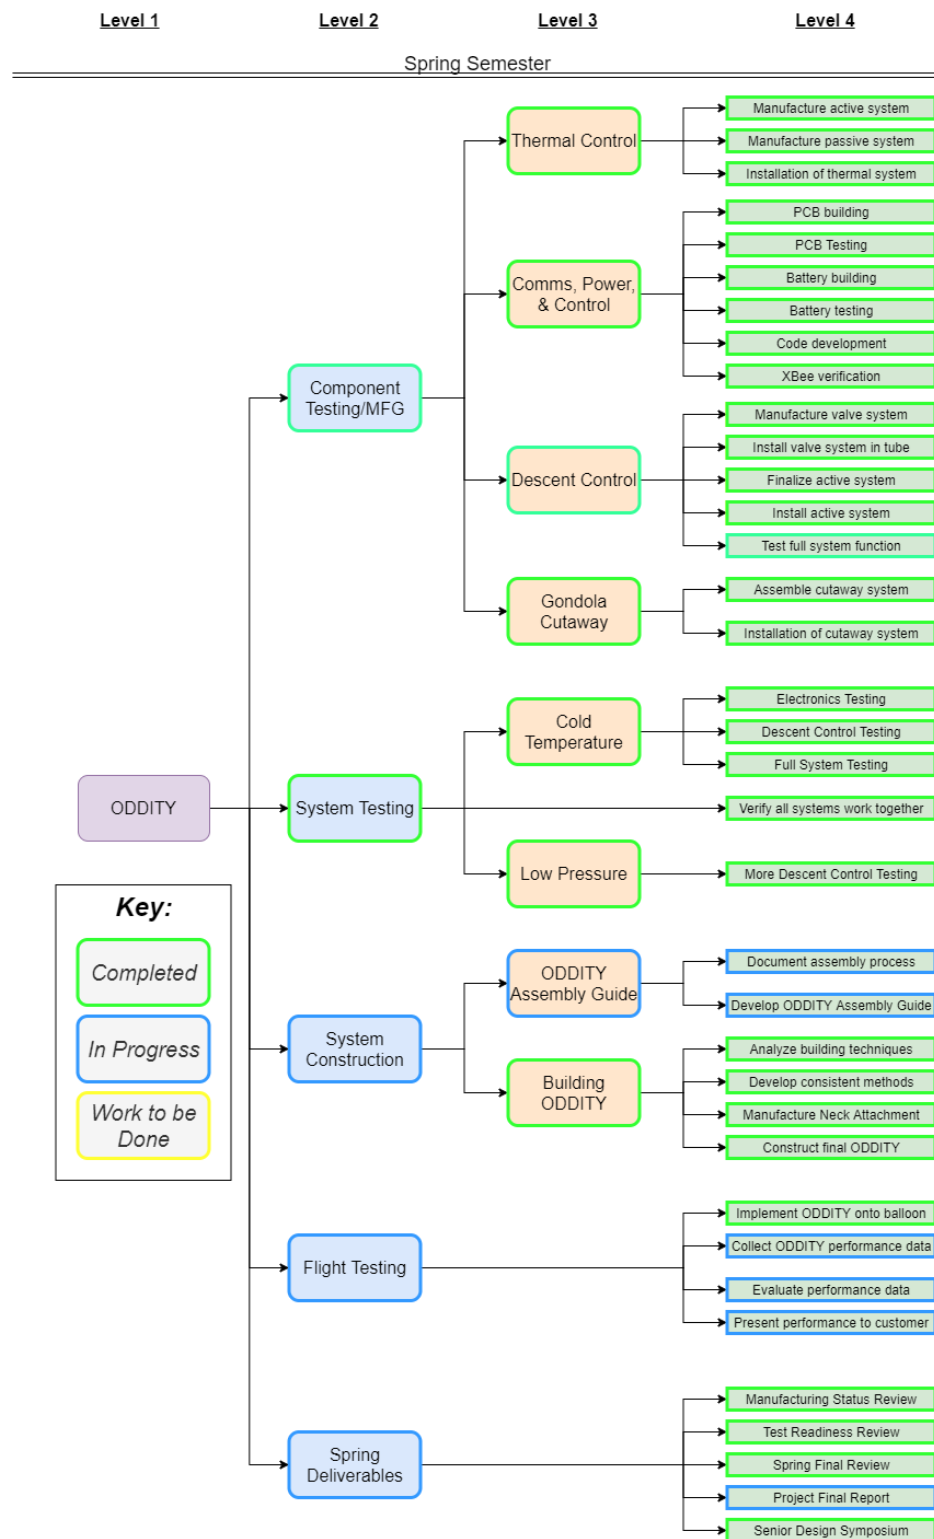 Level 1
Level 2
Level 3
Level 4
Spring Semester
Thermal Control
Manufacture active system
Manufacture passive system
Installation of thermal system
Comms, Power,
& Control
PCB building
PCB Testing
Battery building
Battery testing
Code development
XBee verification
Component
Testing/MFG
Descent Control
Manufacture valve system
Install valve system in tube
Finalize active system
Install active system
Test full system function
Gondola
Cutaway
Assemble cutaway system
Installation of cutaway system
ODDITY
System Testing
Cold
Temperature
Electronics Testing
Descent Control Testing
Full System Testing
Verify all systems work together
Low Pressure
More Descent Control Testing
Key:
Completed
In Progress
Work to be
Done
System
Construction
ODDITY
Assembly Guide
Document assembly process
Develop ODDITY Assembly Guide
Building
ODDITY
Analyze building techniques
Develop consistent methods
Manufacture Neck Attachment
Construct final ODDITY
Flight Testing
Implement ODDITY onto balloon
Collect ODDITY performance data
Evaluate performance data
Present performance to customer
Spring
Deliverables
Manufacturing Status Review
Test Readiness Review
Spring Final Review
Project Final Report
Senior Design Symposium